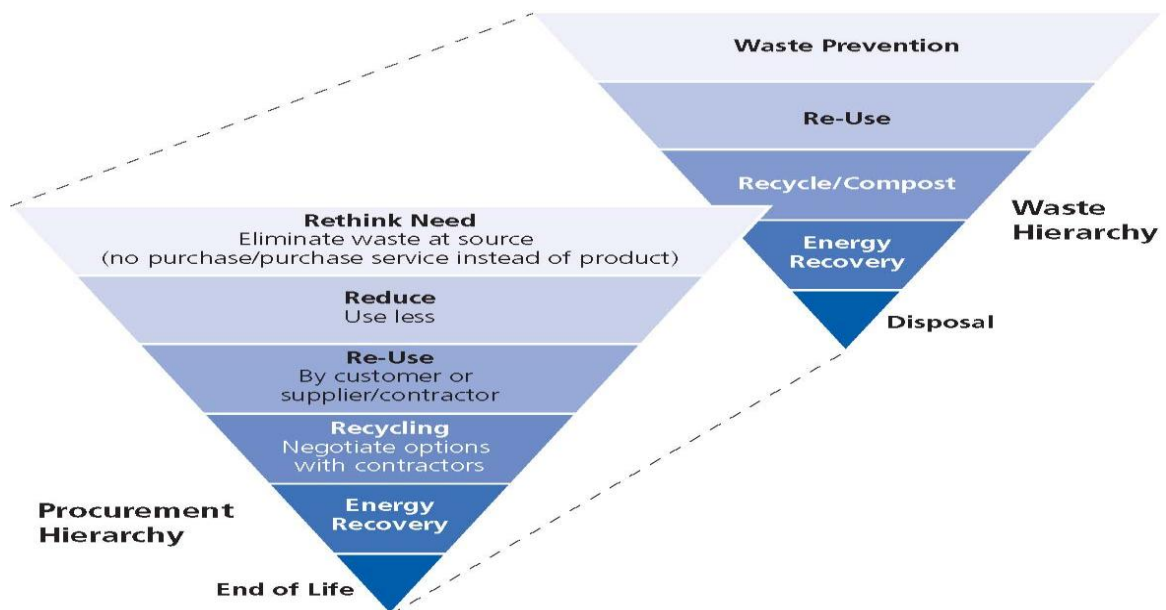 Waste Prevention
Re-Use
Recycle/Compost
Energy
Recovery
Disposal
Waste
Hierarchy
Rethink Need
Eliminate waste at source
(no purchase/purchase service instead of product)
Reduce
Use less
Re-Use
By customer or
supplier/contractor
Recycling
Negotiate options
with contractors
Energy
Recovery
End of Life
Procurement
Hierarchy